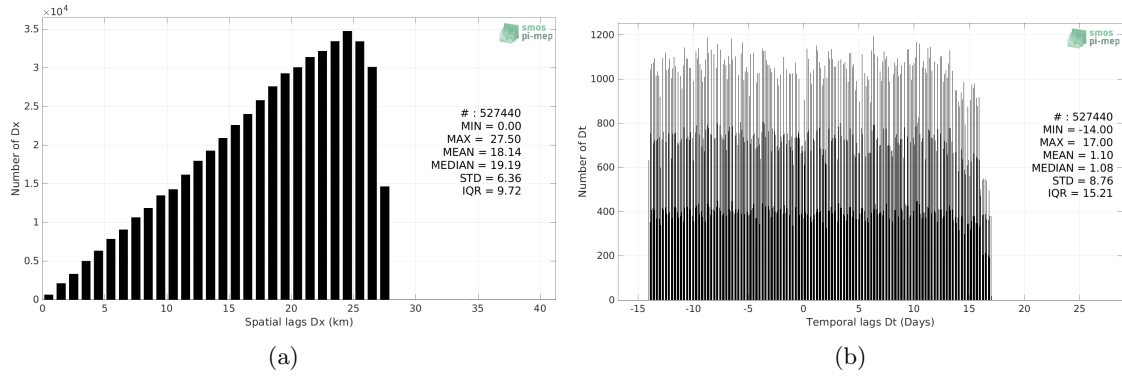 ×10⁴
3.5
3
2.5
2
1.5
1
0.5
0
Number of Dx
0 5 10 15 20 25 30 35 40
Spatial lags Dx (km)
smos
pi-mep
# : 527440
MIN = 0.00
MAX = 27.50
MEAN = 18.14
MEDIAN = 19.19
STD = 6.36
IQR = 9.72
(a)
1200
1000
800
600
400
200
0
Number of Dt
-15 -10 -5 0 5 10 15 20 25
Temporal lags Dt (Days)
smos
pi-mep
# : 527440
MIN = -14.00
MAX = 17.00
MEAN = 1.10
MEDIAN = 1.08
STD = 8.76
IQR = 15.21
(b)